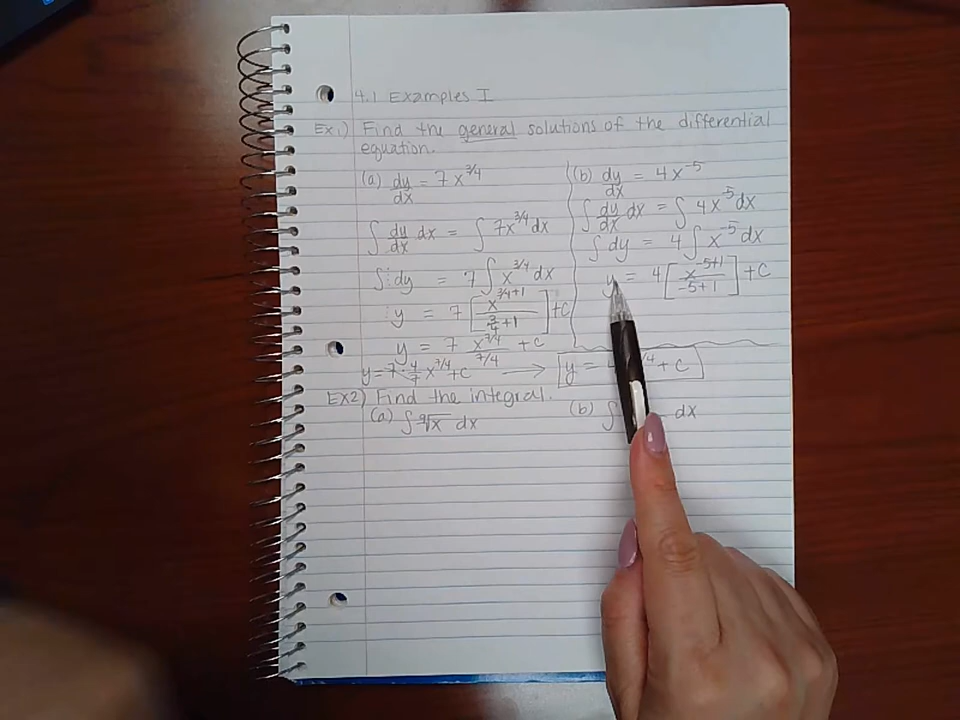 4.1 Examples I
Ex1) Find the general solutions of the differential
equation.
(a) dy/dx = 7x^3/4
∫ dy/dx dx = ∫ 7x^3/4 dx
∫ dy = 7 ∫ x^3/4 dx
y = 7 [x^3/4+1 / 3/4+1] + C
y = 7 x^7/4 / 7/4 + C
y = 7 · 4/7 x^7/4 + C → y = /4 + C
(b) dy/dx = 4x^-5
∫ dy/dx dx = ∫ 4x^-5 dx
∫ dy = 4 ∫ x^-5 dx
y = 4 [x^-5+1 / -5+1] + C
Ex2) Find the integral.
(a) ∫ ⁹√x dx
(b) ∫ dx